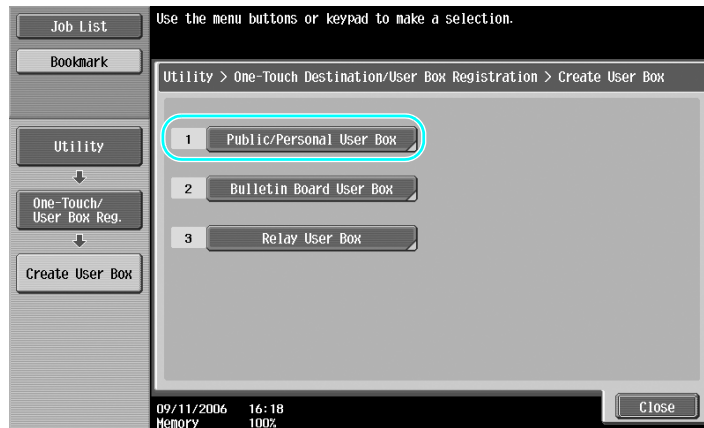 Job List
Bookmark
Utility
One-Touch/
User Box Reg.
Create User Box
Use the menu buttons or keypad to make a selection.
Utility > One-Touch Destination/User Box Registration > Create User Box
1 Public/Personal User Box
2 Bulletin Board User Box
3 Relay User Box
09/11/2006 16:18
Memory 100%
Close